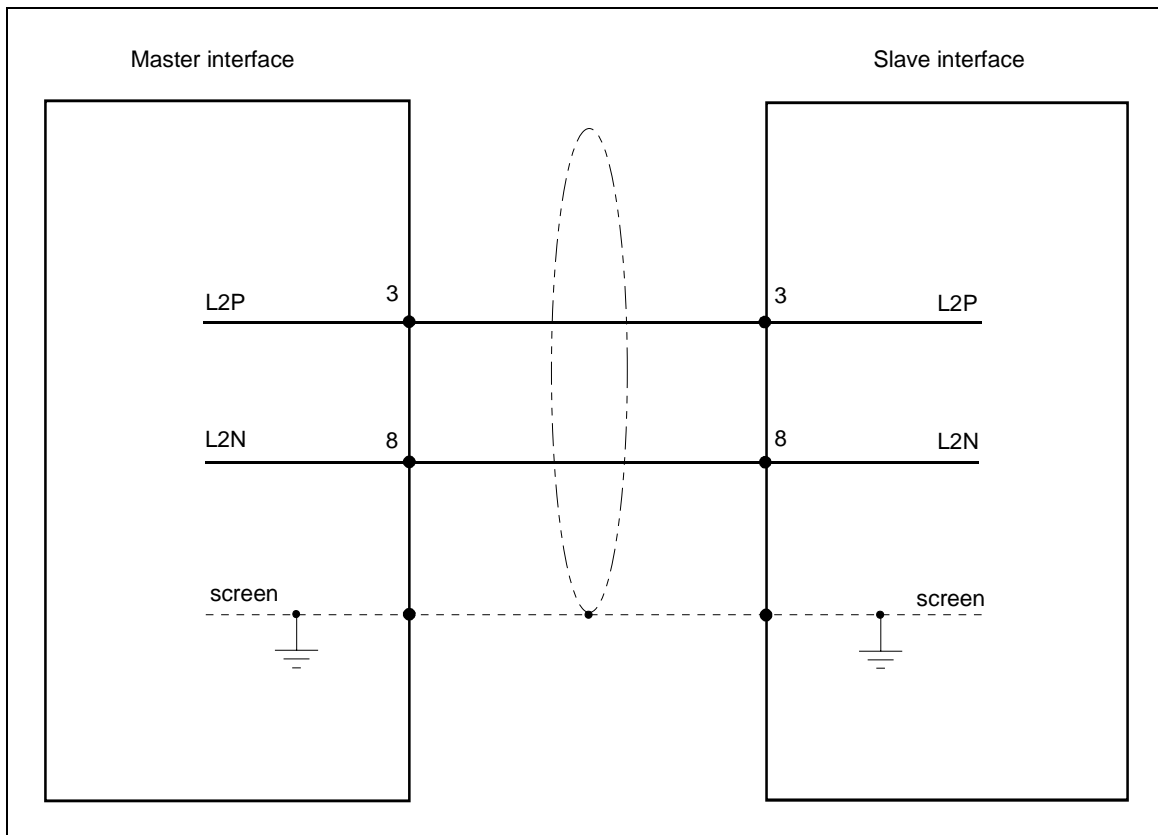 Master interface
Slave interface
L2P
3
3
L2P
L2N
8
8
L2N
screen
screen